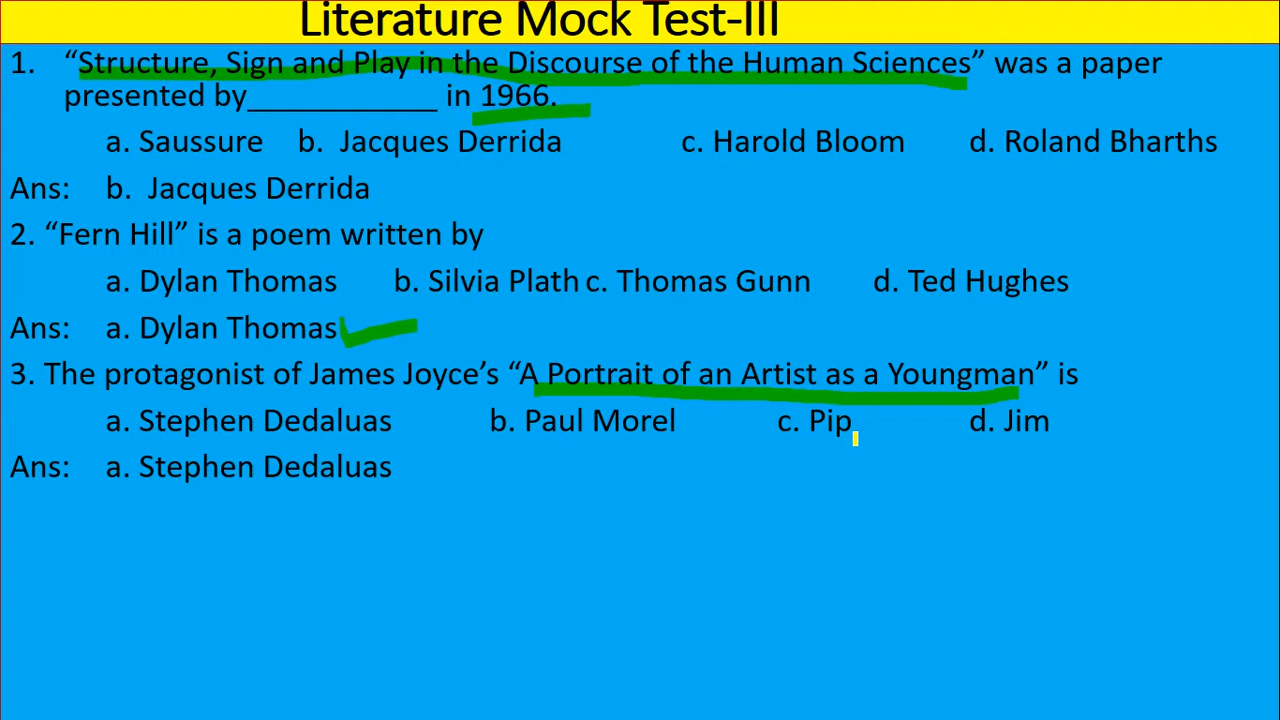 Literature Mock Test-III
1. “Structure, Sign and Play in the Discourse of the Human Sciences” was a paper
presented by___________ in 1966.
a. Saussure b. Jacques Derrida c. Harold Bloom d. Roland Bharths
Ans: b. Jacques Derrida
2. “Fern Hill” is a poem written by
a. Dylan Thomas b. Silvia Plath c. Thomas Gunn d. Ted Hughes
Ans: a. Dylan Thomas
3. The protagonist of James Joyce’s “A Portrait of an Artist as a Youngman” is
a. Stephen Dedaluas b. Paul Morel c. Pip d. Jim
Ans: a. Stephen Dedaluas